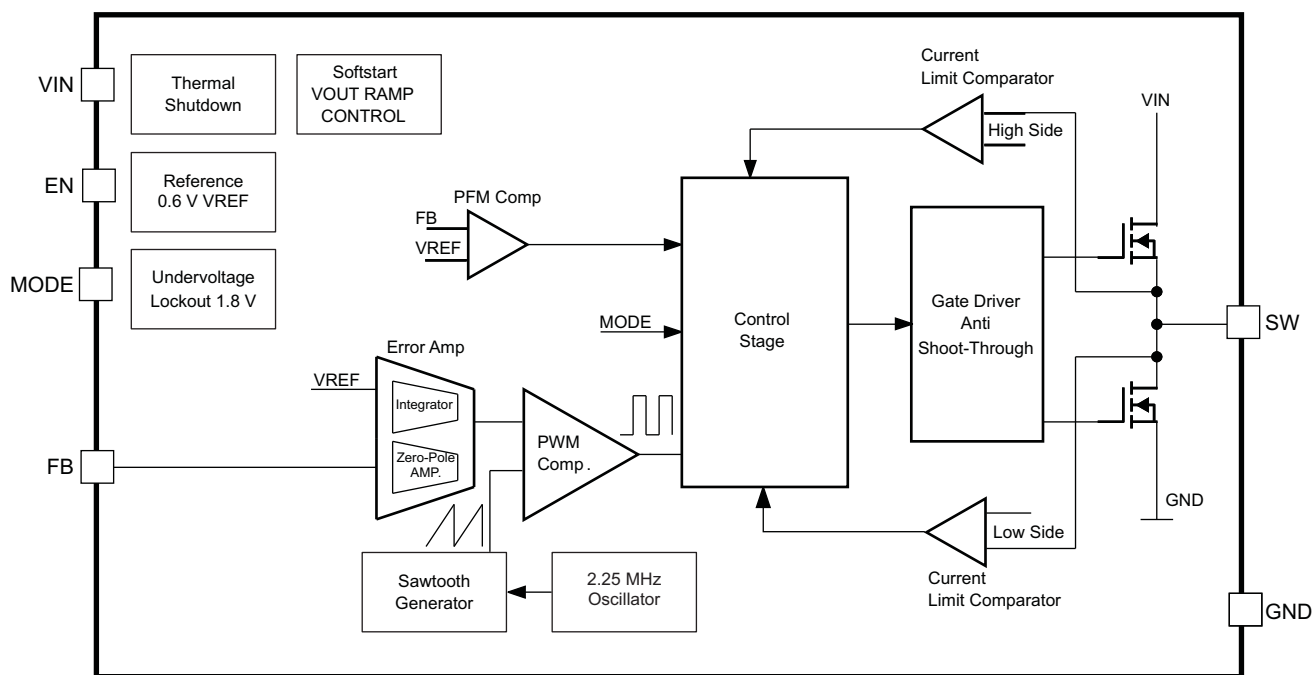 VIN
Thermal
Shutdown
Softstart
VOUT RAMP
CONTROL
Current
Limit Comparator
High Side
VIN
EN
Reference
0.6 V VREF
PFM Comp
FB
VREF
MODE
Undervoltage
Lockout 1.8 V
MODE
Control
Stage
Gate Driver
Anti
Shoot-Through
SW
Error Amp
VREF
Integrator
Zero-Pole
AMP.
PWM
Comp.
FB
GND
Low Side
Current
Limit Comparator
Sawtooth
Generator
2.25 MHz
Oscillator
GND